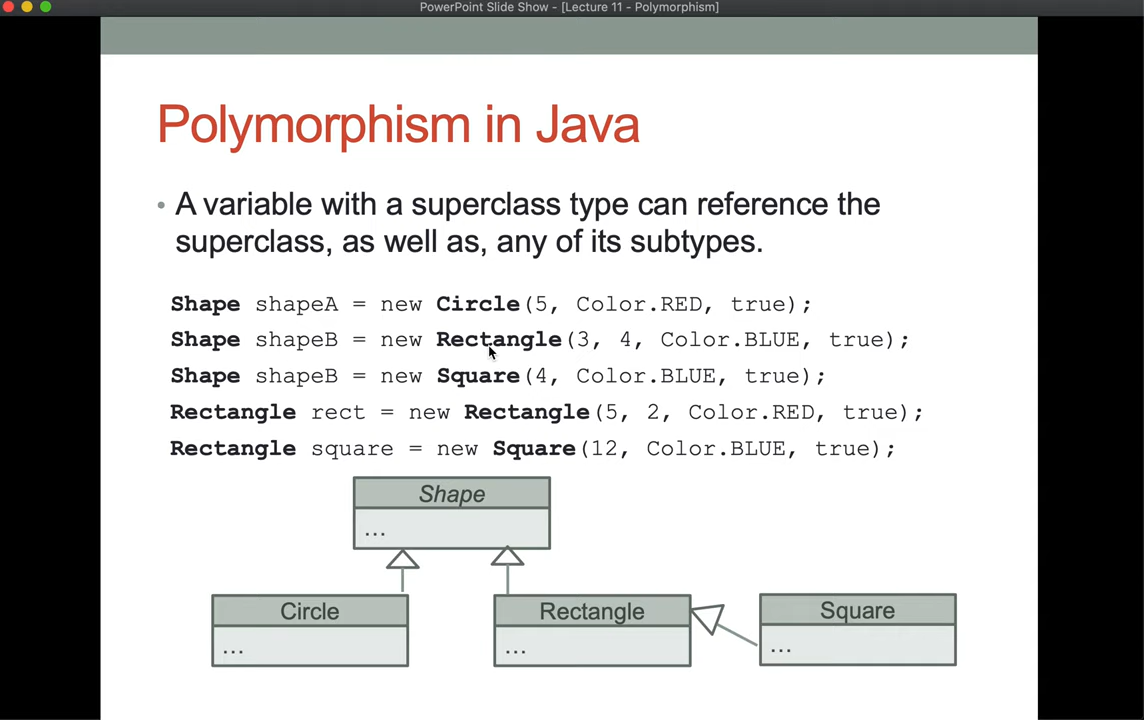 PowerPoint Slide Show - [Lecture 11 - Polymorphism]
Polymorphism in Java
• A variable with a superclass type can reference the
superclass, as well as, any of its subtypes.
Shape shapeA = new Circle(5, Color.RED, true);
Shape shapeB = new Rectangle(3, 4, Color.BLUE, true);
Shape shapeB = new Square(4, Color.BLUE, true);
Rectangle rect = new Rectangle(5, 2, Color.RED, true);
Rectangle square = new Square(12, Color.BLUE, true);
Shape
...
Circle
...
Rectangle
...
Square
...